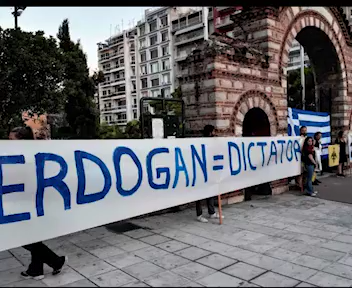 ERDOGAN = DICTATOR